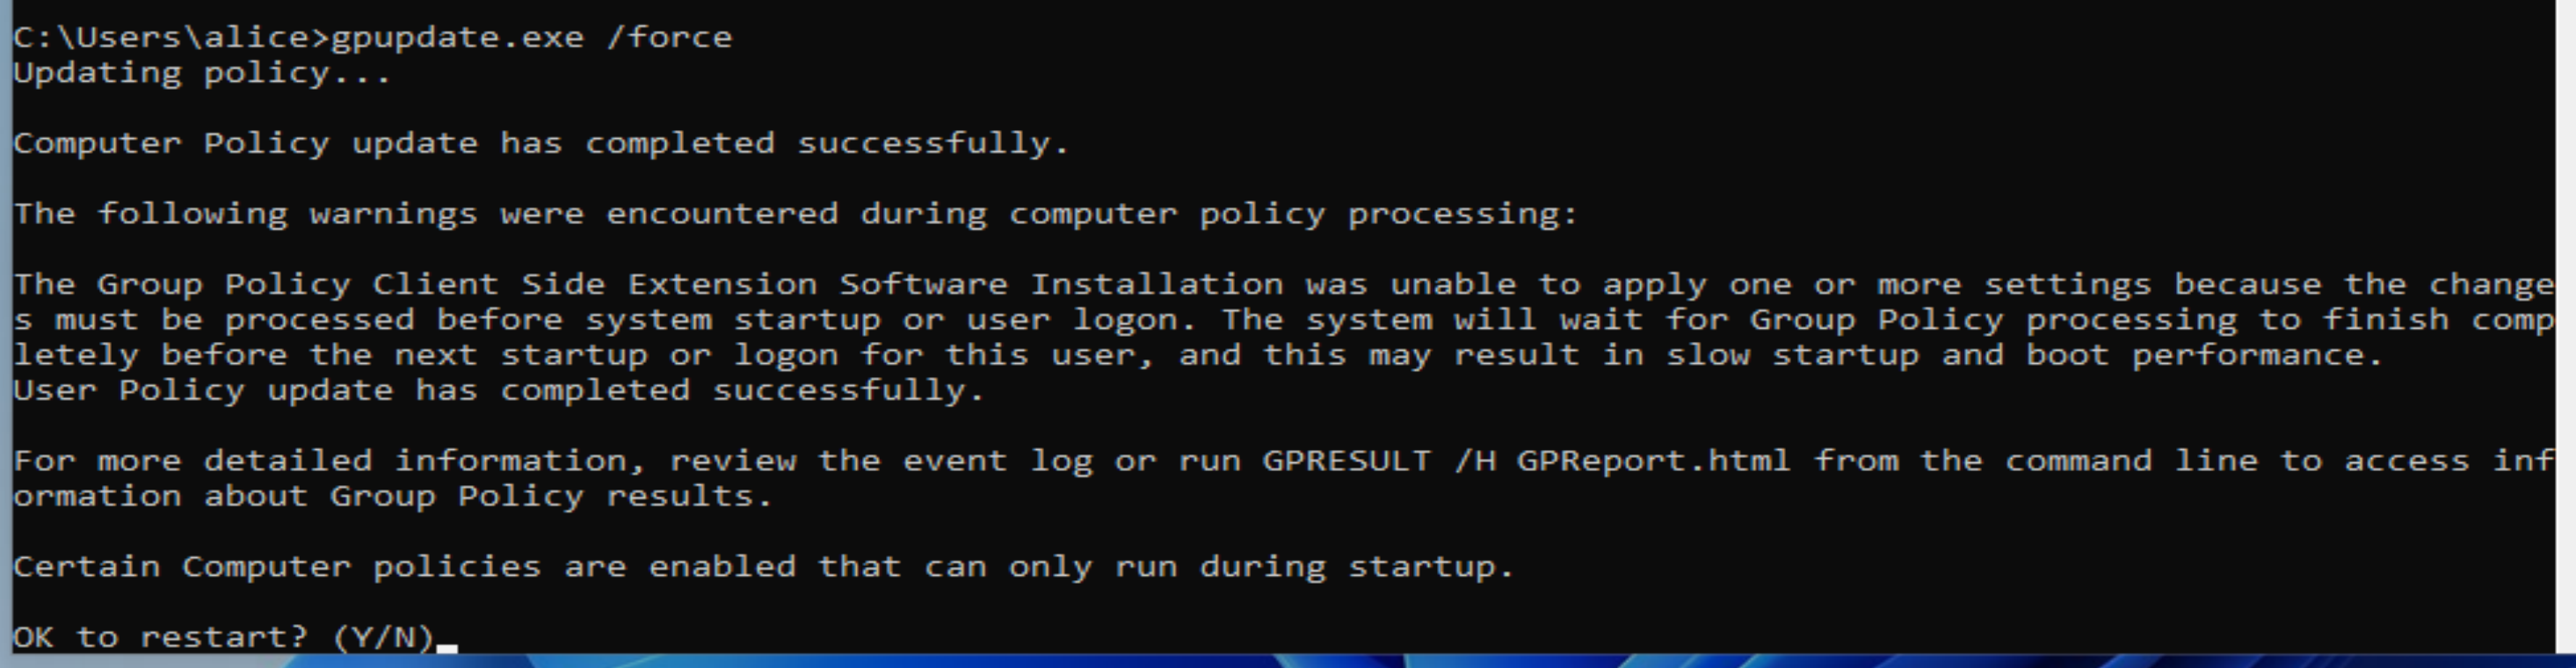 C:\Users\alice>gpupdate.exe /force
Updating policy...
Computer Policy update has completed successfully.
The following warnings were encountered during computer policy processing:
The Group Policy Client Side Extension Software Installation was unable to apply one or more settings because the change
s must be processed before system startup or user logon. The system will wait for Group Policy processing to finish comp
letely before the next startup or logon for this user, and this may result in slow startup and boot performance.
User Policy update has completed successfully.
For more detailed information, review the event log or run GPRESULT /H GPReport.html from the command line to access inf
ormation about Group Policy results.
Certain Computer policies are enabled that can only run during startup.
OK to restart? (Y/N)